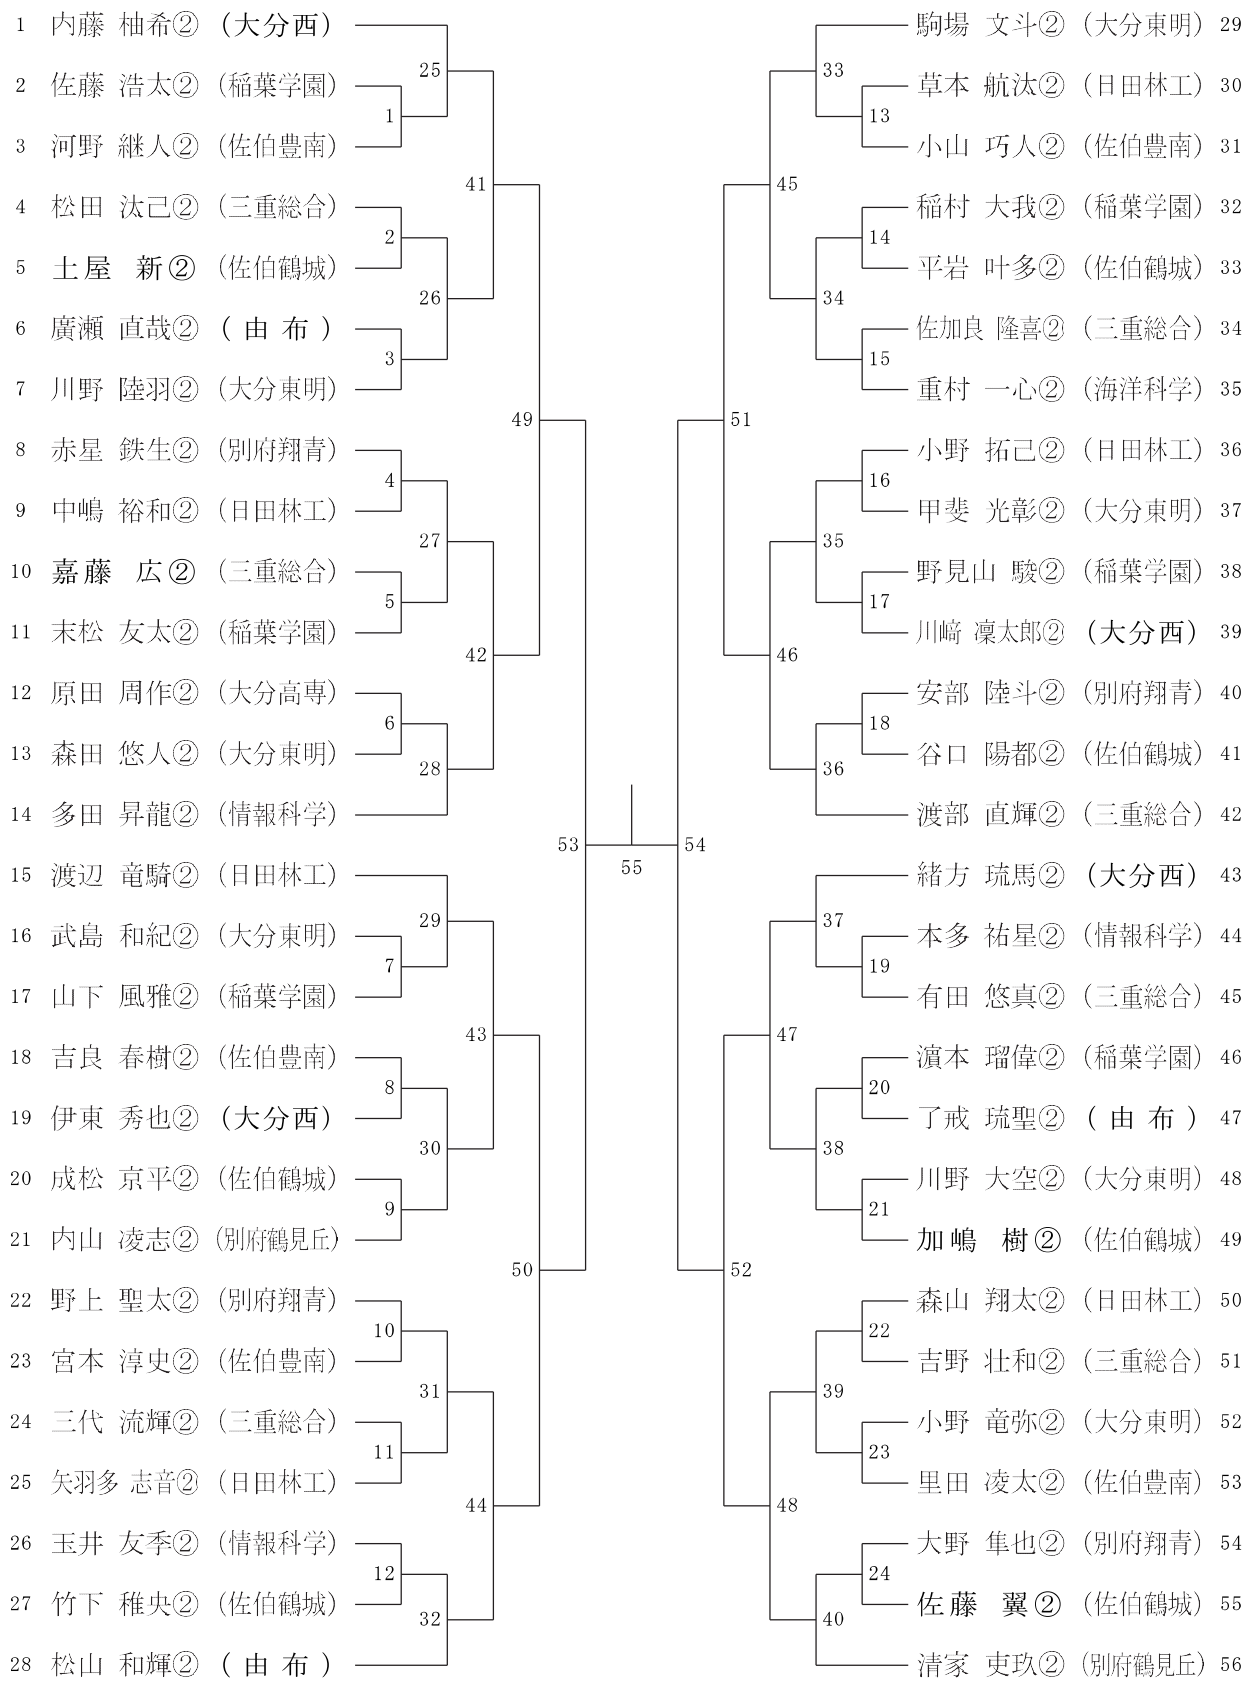 1 内藤 柚希② (大分西)
2 佐藤 浩太② (稲葉学園)
3 河野 継人② (佐伯豊南)
4 松田 汰己② (三重総合)
5 土屋 新② (佐伯鶴城)
6 廣瀬 直哉② (由布)
7 川野 陸羽② (大分東明)
8 赤星 鉄生② (別府翔青)
9 中嶋 裕和② (日田林工)
10 嘉藤 広② (三重総合)
11 末松 友太② (稲葉学園)
12 原田 周作② (大分高専)
13 森田 悠人② (大分東明)
14 多田 昇龍② (情報科学)
15 渡辺 竜騎② (日田林工)
16 武島 和紀② (大分東明)
17 山下 風雅② (稲葉学園)
18 吉良 春樹② (佐伯豊南)
19 伊東 秀也② (大分西)
20 成松 京平② (佐伯鶴城)
21 内山 凌志② (別府鶴見丘)
22 野上 聖太② (別府翔青)
23 宮本 淳史② (佐伯豊南)
24 三代 流輝② (三重総合)
25 矢羽多 志音② (日田林工)
26 玉井 友季② (情報科学)
27 竹下 稚央② (佐伯鶴城)
28 松山 和輝② (由布)
1
2
3
4
5
6
7
8
9
10
11
12
25
26
27
28
29
30
31
32
41
42
43
44
49
50
53
55
54
51
52
45
46
47
48
33
34
35
36
37
38
39
40
13
14
15
16
17
18
19
20
21
22
23
24
駒場 文斗② (大分東明) 29
草本 航汰② (日田林工) 30
小山 巧人② (佐伯豊南) 31
稲村 大我② (稲葉学園) 32
平岩 叶多② (佐伯鶴城) 33
佐加良 隆喜② (三重総合) 34
重村 一心② (海洋科学) 35
小野 拓己② (日田林工) 36
甲斐 光彰② (大分東明) 37
野見山 駿② (稲葉学園) 38
川﨑 凜太郎② (大分西) 39
安部 陸斗② (別府翔青) 40
谷口 陽都② (佐伯鶴城) 41
渡部 直輝② (三重総合) 42
緒方 琉馬② (大分西) 43
本多 祐星② (情報科学) 44
有田 悠真② (三重総合) 45
濵本 瑠偉② (稲葉学園) 46
了戒 琉聖② (由布) 47
川野 大空② (大分東明) 48
加嶋 樹② (佐伯鶴城) 49
森山 翔太② (日田林工) 50
吉野 壮和② (三重総合) 51
小野 竜弥② (大分東明) 52
里田 凌太② (佐伯豊南) 53
大野 隼也② (別府翔青) 54
佐藤 翼② (佐伯鶴城) 55
清家 吏玖② (別府鶴見丘) 56